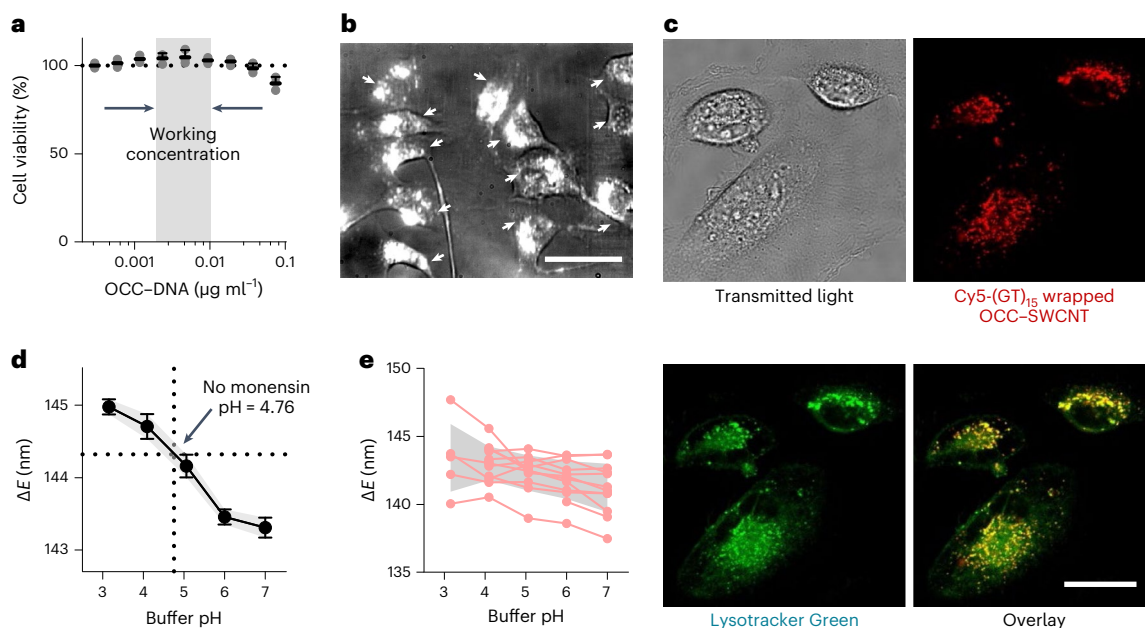 a
100
50
0
Cell viability (%)
Working
concentration
0.001
0.01
0.1
OCC–DNA (µg ml⁻¹)
b
c
Transmitted light
Cy5-(GT)₁₅ wrapped
OCC–SWCNT
d
145
144
143
ΔE (nm)
No monensin
pH = 4.76
3
4
5
6
7
Buffer pH
e
150
145
140
135
ΔE (nm)
3
4
5
6
7
Buffer pH
Lysotracker Green
Overlay